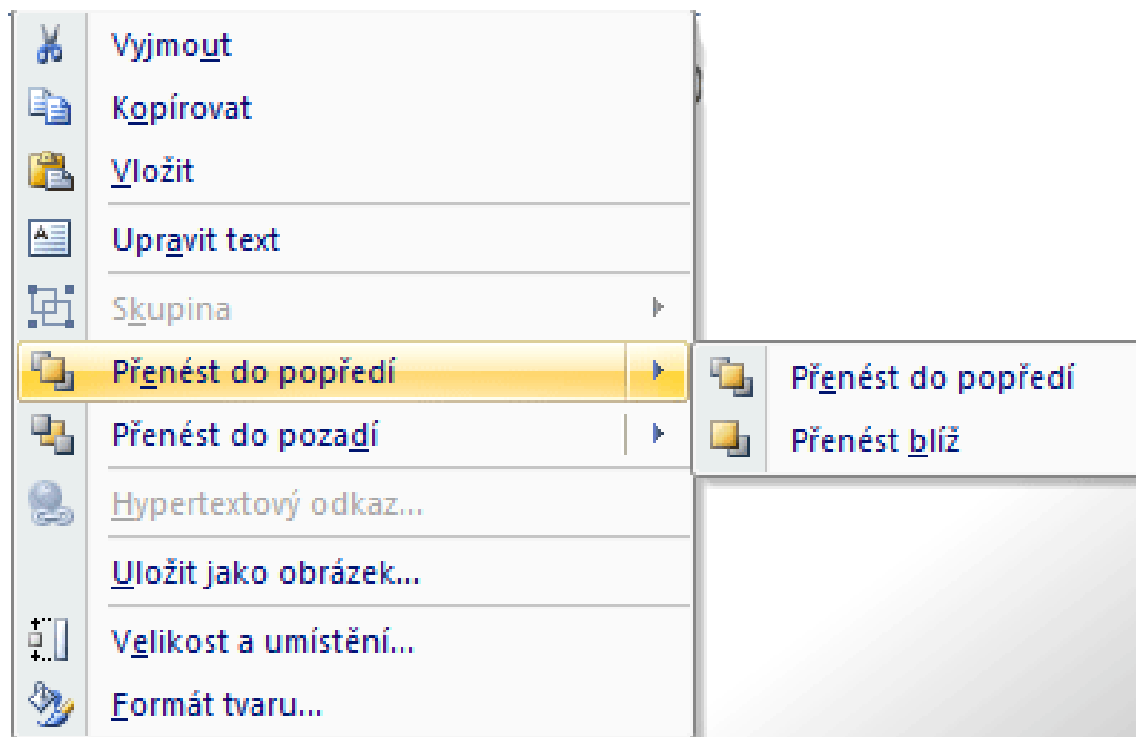 Vyjmout
Kopírovat
Vložit
Upravit text
Skupina
Přenést do popředí
Přenést do pozadí
Hypertextový odkaz...
Uložit jako obrázek...
Velikost a umístění...
Formát tvaru...
Přenést do popředí
Přenést blíž